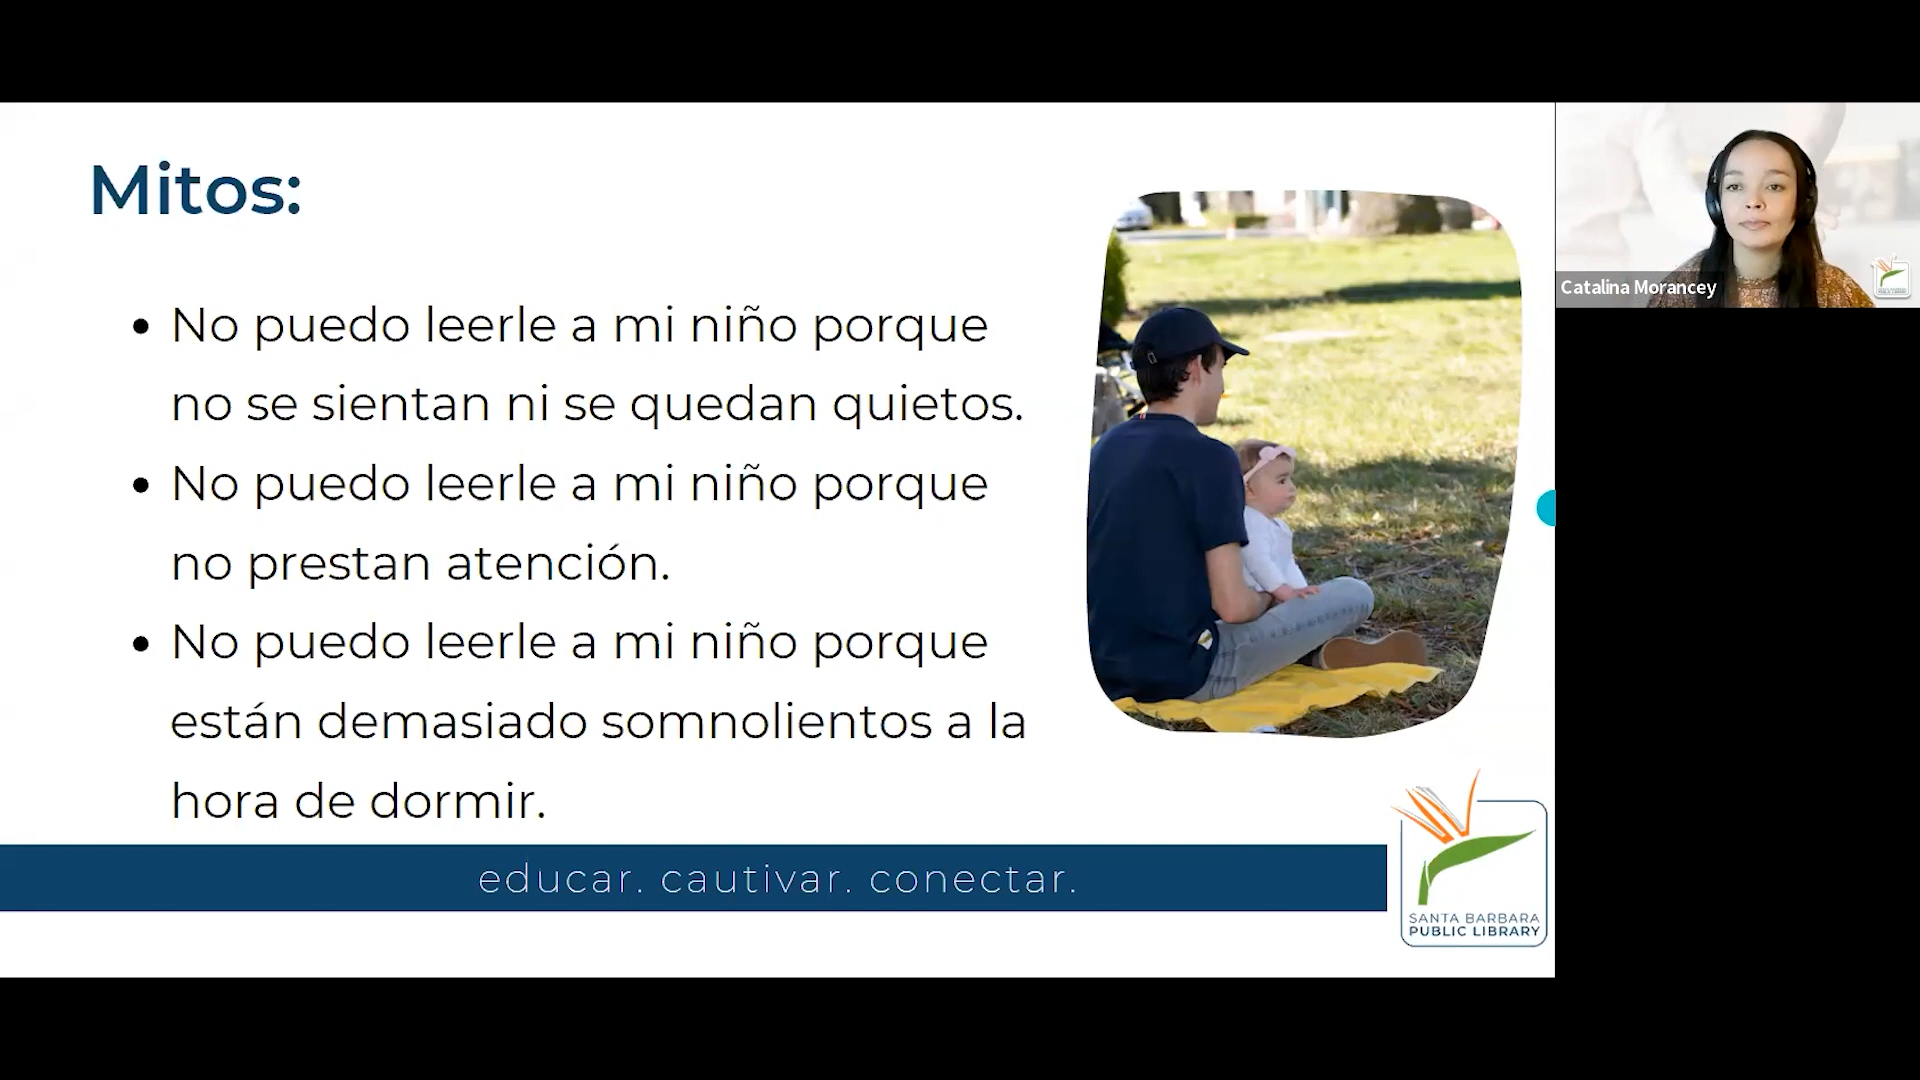 Mitos:
No puedo leerle a mi niño porque
no se sientan ni se quedan quietos.
No puedo leerle a mi niño porque
no prestan atención.
No puedo leerle a mi niño porque
están demasiado somnolientos a la
hora de dormir.
educar. cautivar. conectar.
SANTA BARBARA
PUBLIC LIBRARY
Catalina Morancey